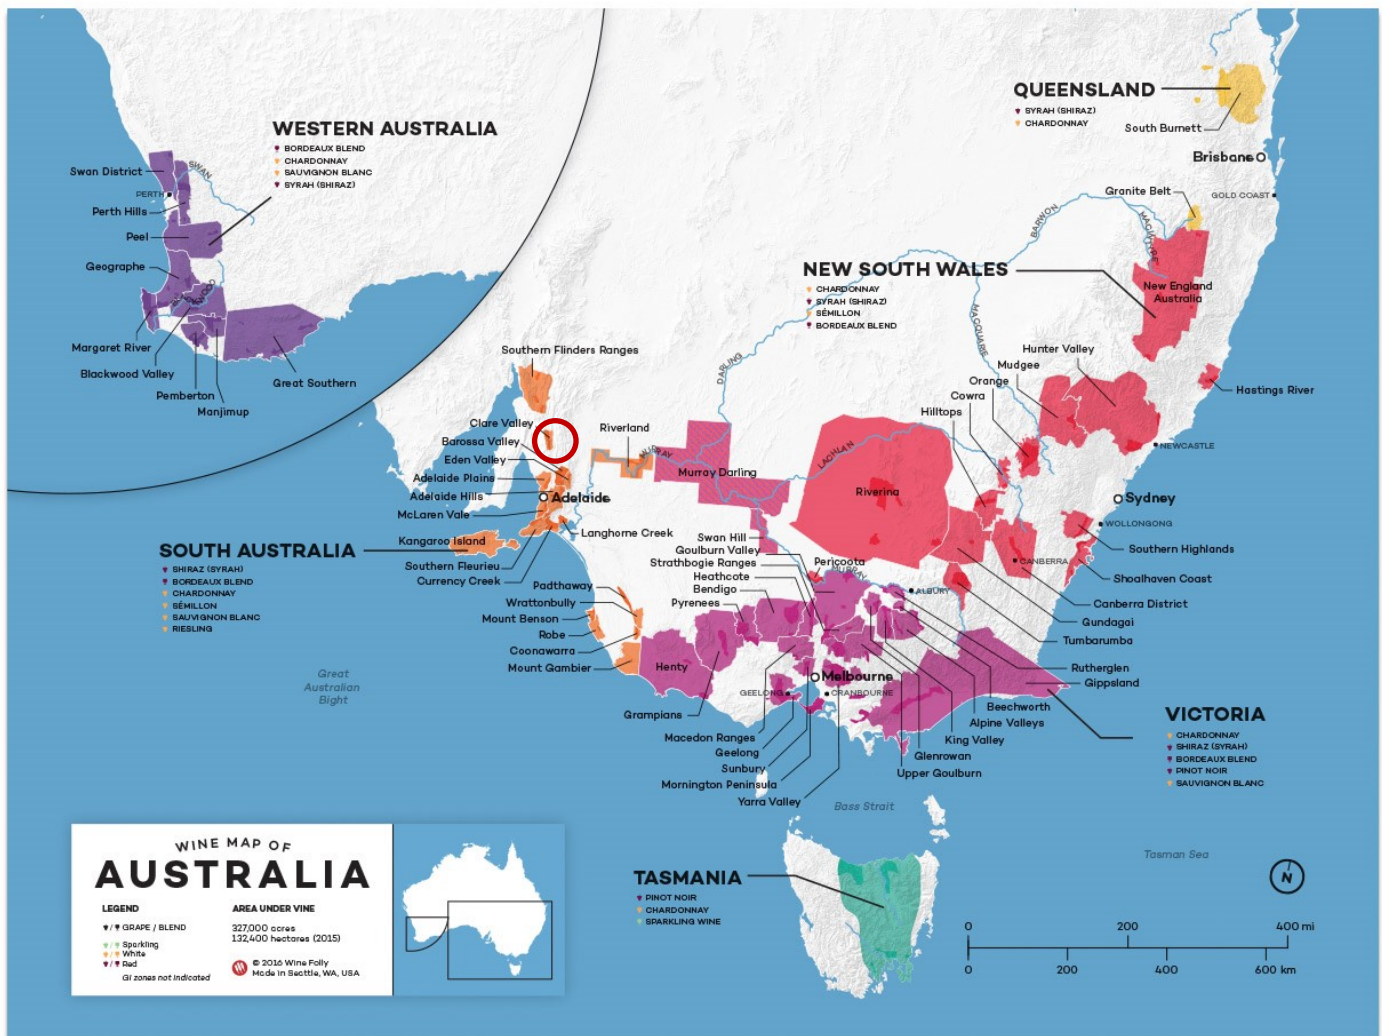 WESTERN AUSTRALIA
BORDEAUX BLEND
CHARDONNAY
SAUVIGNON BLANC
SYRAH (SHIRAZ)
Swan District
SWAN
PERTH
Perth Hills
Peel
Geographe
Margaret River
Blackwood Valley
Pemberton
Manjimup
Great Southern
QUEENSLAND
SYRAH (SHIRAZ)
CHARDONNAY
South Burnett
Brisbane
Granite Belt
GOLD COAST
BARWON
MACINTYRE
NEW SOUTH WALES
CHARDONNAY
SYRAH (SHIRAZ)
SÉMILLON
BORDEAUX BLEND
New England
Australia
MACQUARIE
DARLING
Hunter Valley
Mudgee
Orange
Cowra
Hilltops
Hastings River
NEWCASTLE
LACHLAN
Riverina
Sydney
WOLLONGONG
Southern Highlands
CANBERRA
Shoalhaven Coast
Canberra District
Gundagai
Tumbarumba
Southern Flinders Ranges
Clare Valley
Barossa Valley
Eden Valley
Adelaide Plains
Adelaide Hills
Adelaide
McLaren Vale
Riverland
MURRAY
Murray Darling
Langhorne Creek
Kangaroo Island
Southern Fleurieu
Currency Creek
SOUTH AUSTRALIA
SHIRAZ (SYRAH)
BORDEAUX BLEND
CHARDONNAY
SÉMILLON
SAUVIGNON BLANC
RIESLING
Padthaway
Wrattonbully
Mount Benson
Robe
Coonawarra
Mount Gambier
Great
Australian
Bight
Swan Hill
Goulburn Valley
Strathbogie Ranges
Heathcote
Bendigo
Pyrenees
Pericoota
MURRAY
ALBURY
Henty
Melbourne
GEELONG
CRANBOURNE
Grampians
Macedon Ranges
Geelong
Sunbury
Mornington Peninsula
Yarra Valley
Rutherglen
Gippsland
Beechworth
Alpine Valleys
King Valley
Glenrowan
Upper Goulburn
VICTORIA
CHARDONNAY
SHIRAZ (SYRAH)
BORDEAUX BLEND
PINOT NOIR
SAUVIGNON BLANC
Bass Strait
Tasman Sea
TASMANIA
PINOT NOIR
CHARDONNAY
SPARKLING WINE
N
0 200 400 mi
0 200 400 600 km
WINE MAP OF
AUSTRALIA
LEGEND
GRAPE / BLEND
Sparkling
White
Red
GI zones not indicated
AREA UNDER VINE
327,000 acres
132,400 hectares (2015)
© 2016 Wine Folly
Made in Seattle, WA, USA